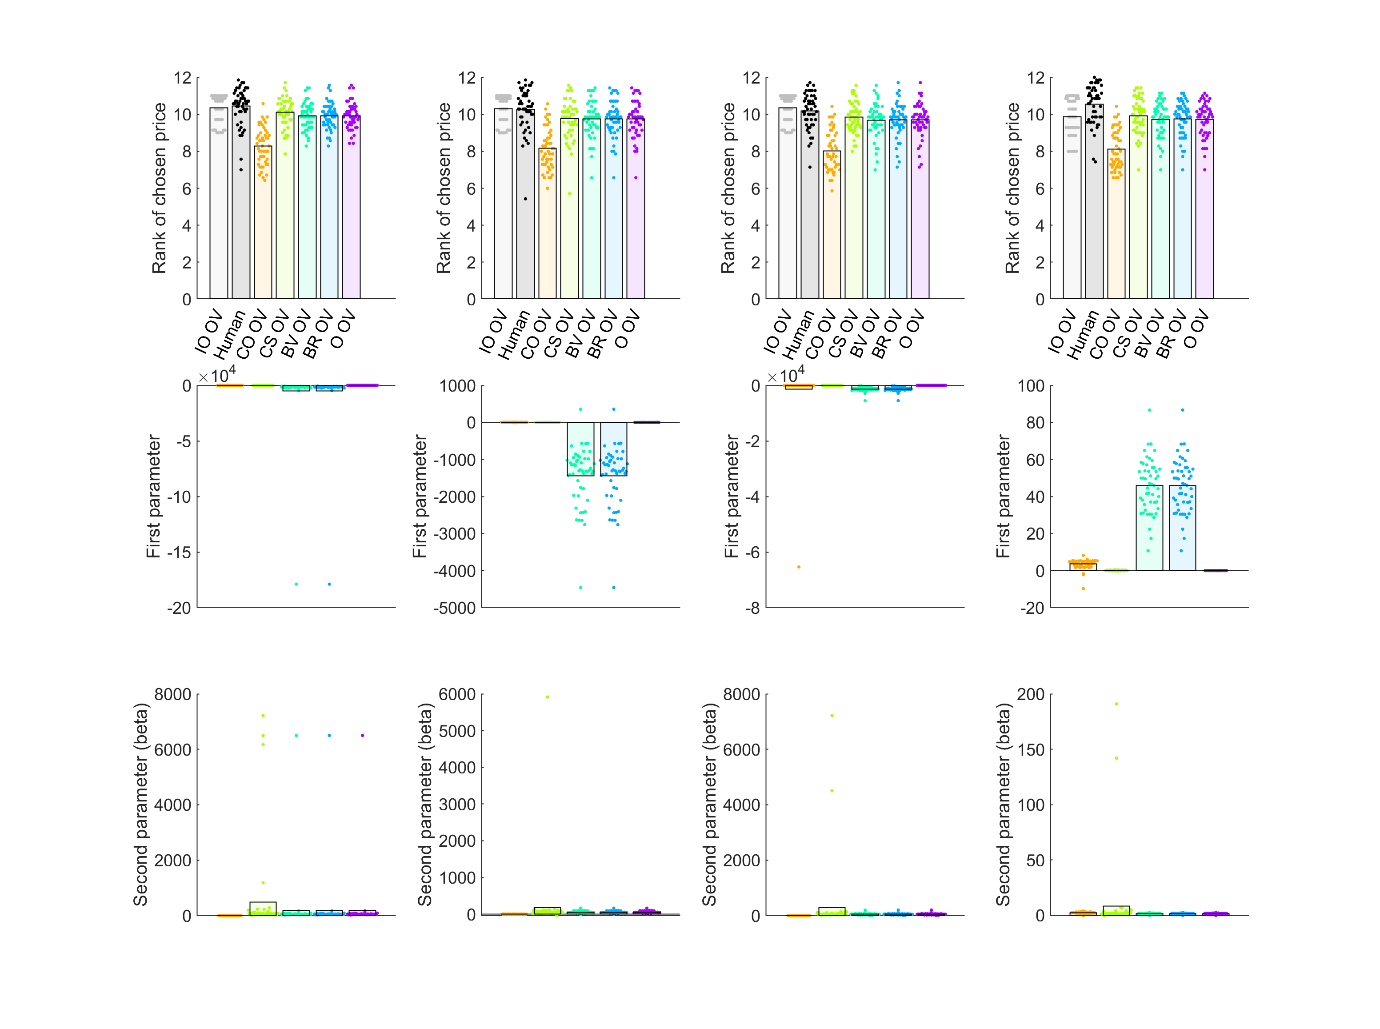 12 10 8 6 4 2 0
Rank of chosen price
IO OV Human CO OV CS OV BV OV BR OV O OV
12 10 8 6 4 2 0
Rank of chosen price
IO OV Human CO OV CS OV BV OV BR OV O OV
12 10 8 6 4 2 0
Rank of chosen price
IO OV Human CO OV CS OV BV OV BR OV O OV
12 10 8 6 4 2 0
Rank of chosen price
IO OV Human CO OV CS OV BV OV BR OV O OV
×10⁴
0 -5 -10 -15 -20
First parameter
1000 0 -1000 -2000 -3000 -4000 -5000
First parameter
×10⁴
0 -2 -4 -6 -8
First parameter
100 80 60 40 20 0 -20
First parameter
8000 6000 4000 2000 0
Second parameter (beta)
6000 5000 4000 3000 2000 1000 0
Second parameter (beta)
8000 6000 4000 2000 0
Second parameter (beta)
200 150 100 50 0
Second parameter (beta)